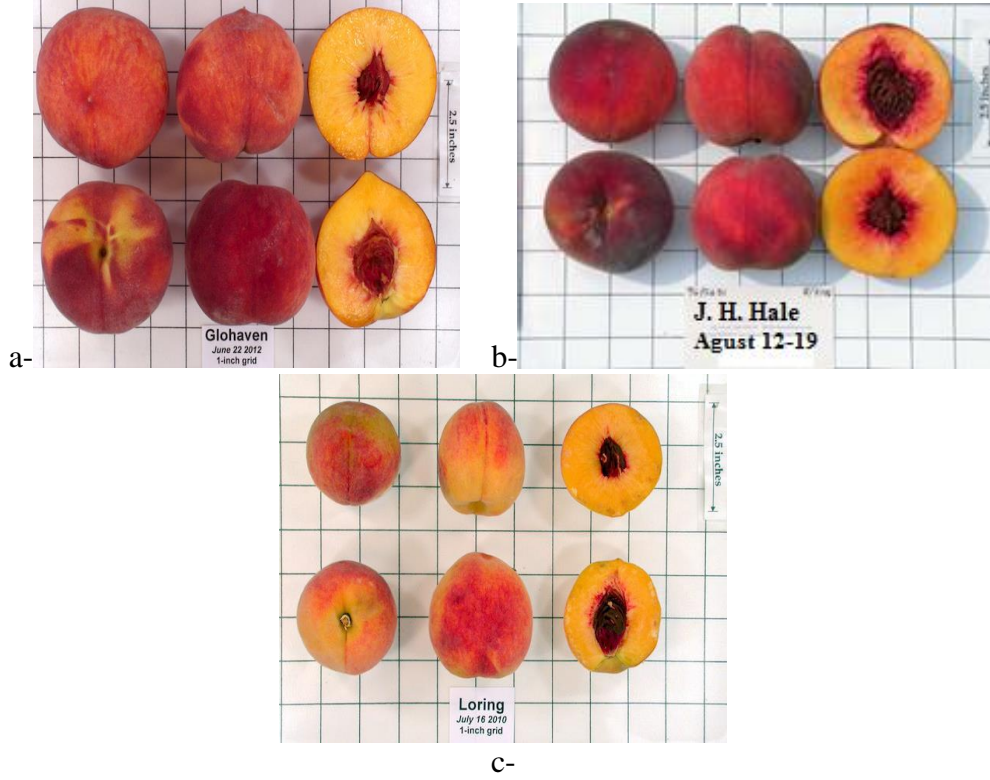 2.5 inches
Glohaven
June 22 2012
1-inch grid
a-
2.5 inches
J. H. Hale
Agust 12-19
b-
2.5 inches
Loring
July 16 2010
1-inch grid
c-